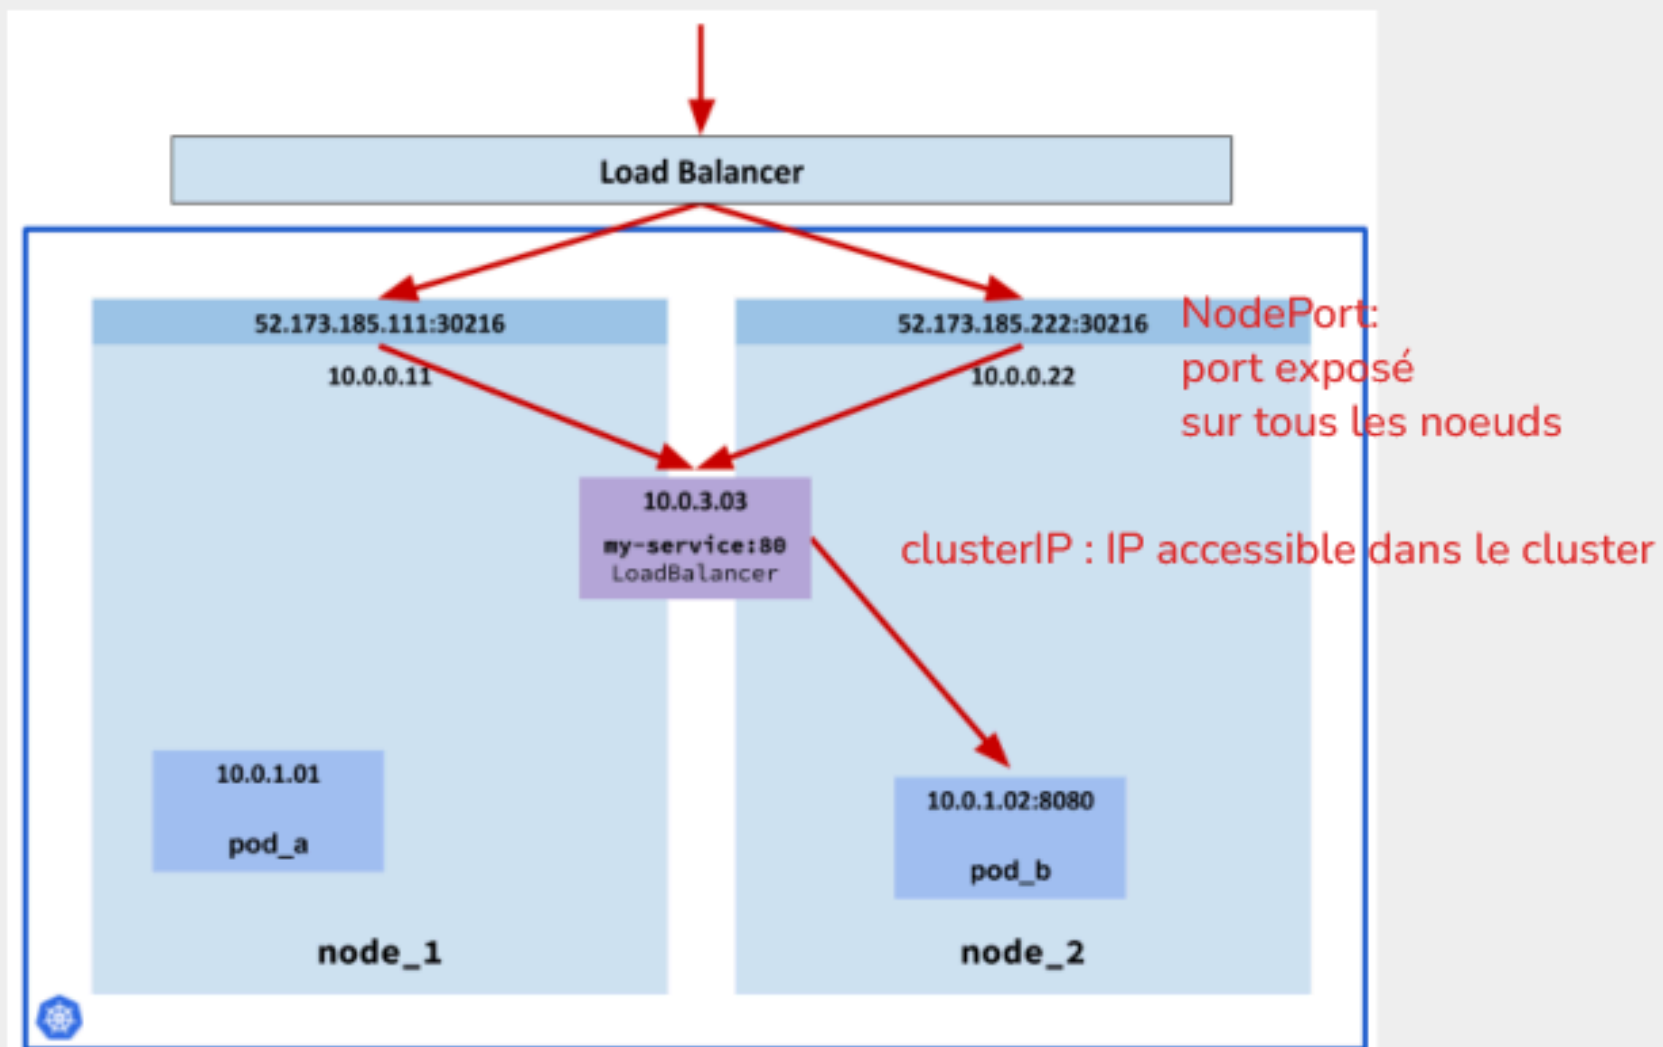 Load Balancer
52.173.185.111:30216
52.173.185.222:30216
NodePort:
port exposé
sur tous les noeuds
10.0.0.11
10.0.0.22
10.0.3.03
my-service:80
LoadBalancer
clusterIP : IP accessible dans le cluster
10.0.1.01
pod_a
10.0.1.02:8080
pod_b
node_1
node_2